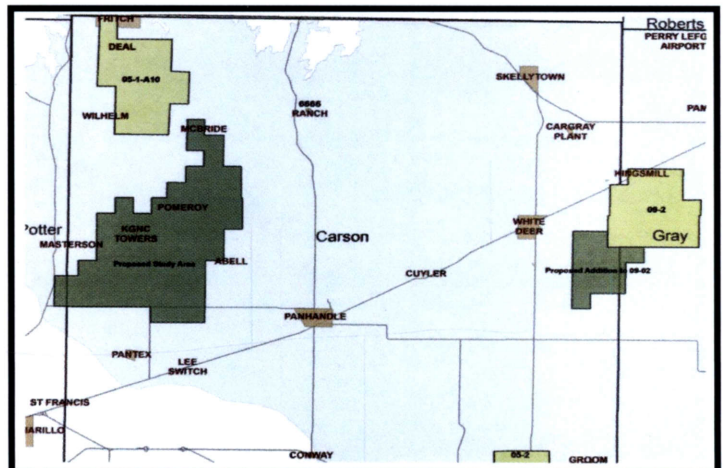 FRITCH
Roberts
PERRY LEFO
AIRPORT
DEAL
05-1-A10
SKELLYTOWN
6666
RANCH
PAM
WILHELM
MCBRIDE
CARGRAY
PLANT
KINGSMILL
POMEROY
09-2
Potter
KGNC
TOWERS
WHITE
DEER
MASTERSON
Carson
Gray
Proposed Study Area
ABELL
CUYLER
Proposed Addition to 09-02
PANHANDLE
PANTEX
LEE
SWITCH
ST FRANCIS
MARILLO
CONWAY
05-2
GROOM